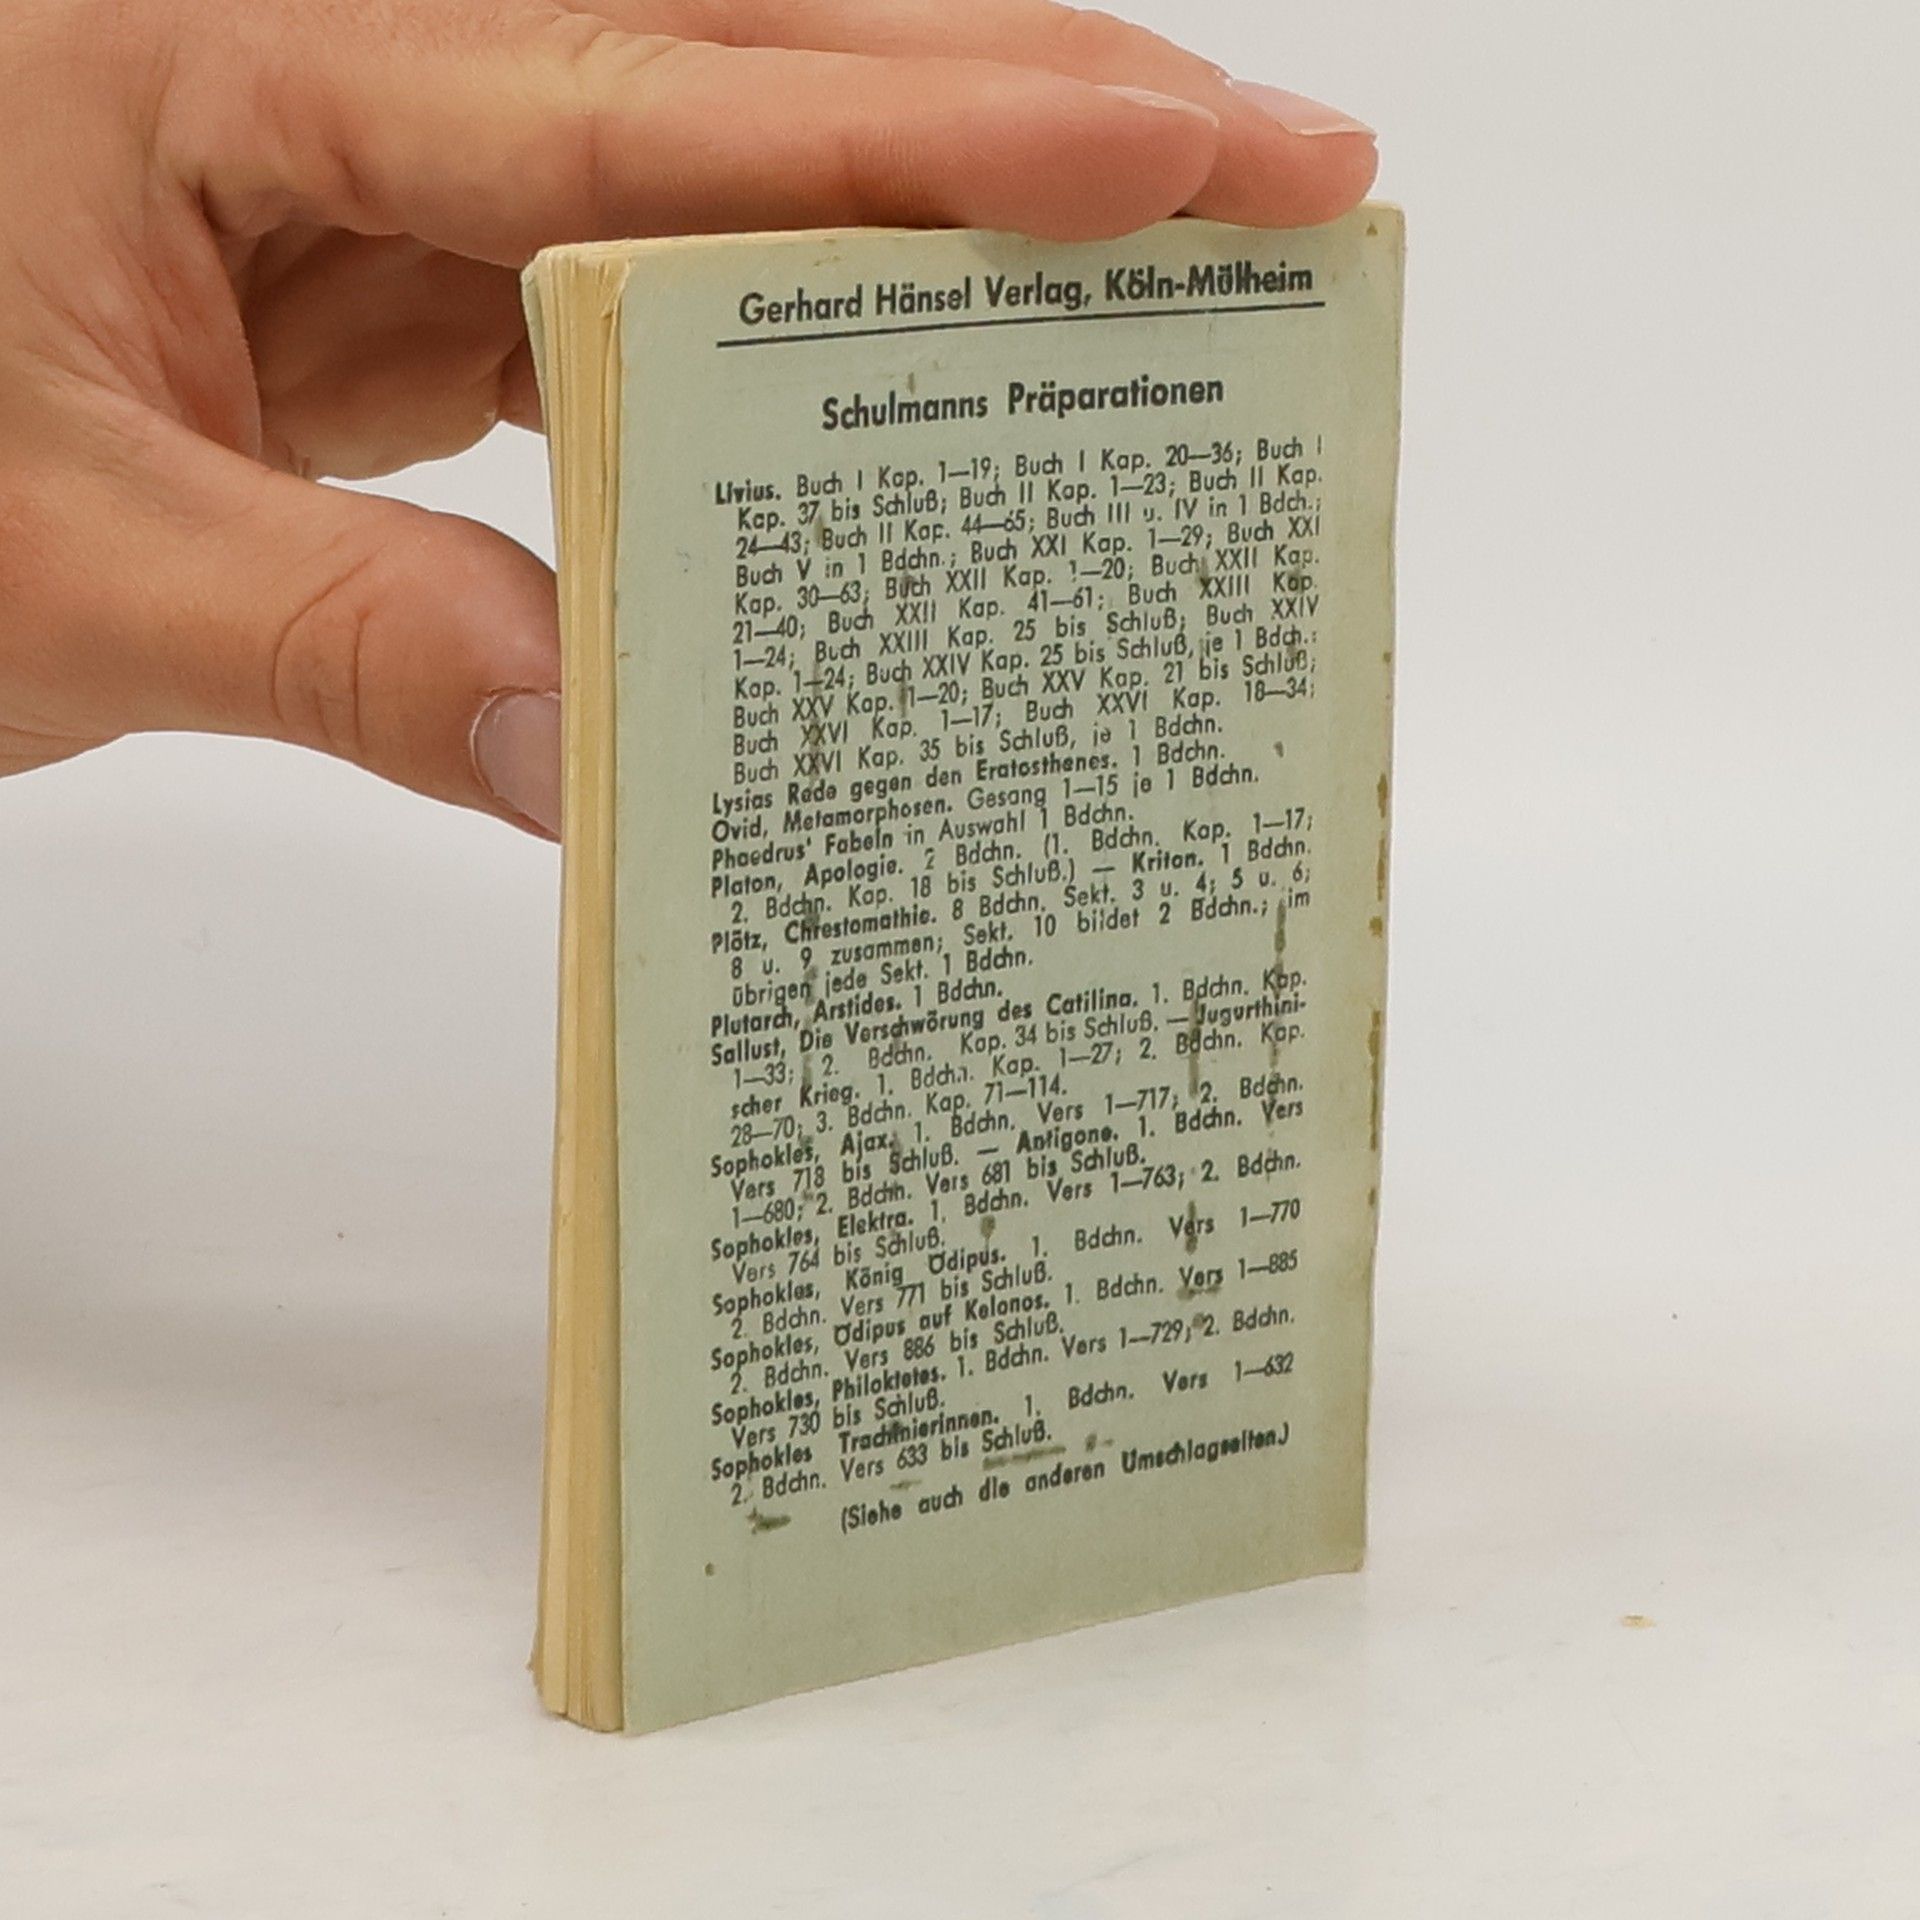 Gerhard Hänsel Verlag, Köln-Mülheim
Schulmanns Präparationen
Livius. Buch I Kap. 1—19; Buch I Kap. 20—36; Buch I
Kap. 37 bis Schluß; Buch II Kap. 1—23; Buch II Kap.
24—43; Buch II Kap. 44—65; Buch III u. IV in 1 Bdch.;
Buch V in 1 Bdchn.; Buch XXI Kap. 1—29; Buch XXI
Kap. 30—63; Buch XXII Kap. 1—20; Buch XXII Kap.
21—40; Buch XXII Kap. 41—61; Buch XXIII Kap.
1—24; Buch XXIII Kap. 25 bis Schluß; Buch XXIV
Kap. 1—24; Buch XXIV Kap. 25 bis Schluß, je 1 Bdch.:
Buch XXV Kap. 1—20; Buch XXV Kap. 21 bis Schluß;
Buch XXVI Kap. 1—17; Buch XXVI Kap. 18—34;
Buch XXVI Kap. 35 bis Schluß, je 1 Bdchn.
Lysias Rede gegen den Eratosthenes. 1 Bdchn.
Ovid, Metamorphosen. Gesang 1—15 je 1 Bdchn.
Phaedrus' Fabeln in Auswahl 1 Bdchn.
Platon, Apologie. 2 Bdchn. (1. Bdchn. Kap. 1—17;
2. Bdchn. Kap. 18 bis Schluß.) — Kriton. 1 Bdchn.
Plötz, Chrestomathie. 8 Bdchn. Sekt. 3 u. 4; 5 u. 6;
8 u. 9 zusammen; Sekt. 10 bildet 2 Bdchn.; im
übrigen jede Sekt. 1 Bdchn.
Plutarch, Arstides. 1 Bdchn.
Sallust, Die Verschwörung des Catilina. 1. Bdchn. Kap.
1—33; 2. Bdchn. Kap. 34 bis Schluß. — Jugurthini-
scher Krieg. 1. Bdchn. Kap. 1—27; 2. Bdchn. Kap.
28—70; 3. Bdchn. Kap. 71—114.
Sophokles, Ajax. 1. Bdchn. Vers 1—717; 2. Bdchn.
Vers 718 bis Schluß. — Antigone. 1. Bdchn. Vers
1—680; 2. Bdchn. Vers 681 bis Schluß.
Sophokles, Elektra. 1. Bdchn. Vers 1—763; 2. Bdchn.
Vers 764 bis Schluß.
Sophokles, König Ödipus. 1. Bdchn. Vers 1—770
2. Bdchn. Vers 771 bis Schluß.
Sophokles, Ödipus auf Kolonos. 1. Bdchn. Vers 1—885
2. Bdchn. Vers 886 bis Schluß.
Sophokles, Philoktetes. 1. Bdchn. Vers 1—729; 2. Bdchn.
Vers 730 bis Schluß.
Sophokles Trachinierinnen. 1. Bdchn. Vers 1—632
2. Bdchn. Vers 633 bis Schluß.
(Siehe auch die anderen Umschlagseiten.)